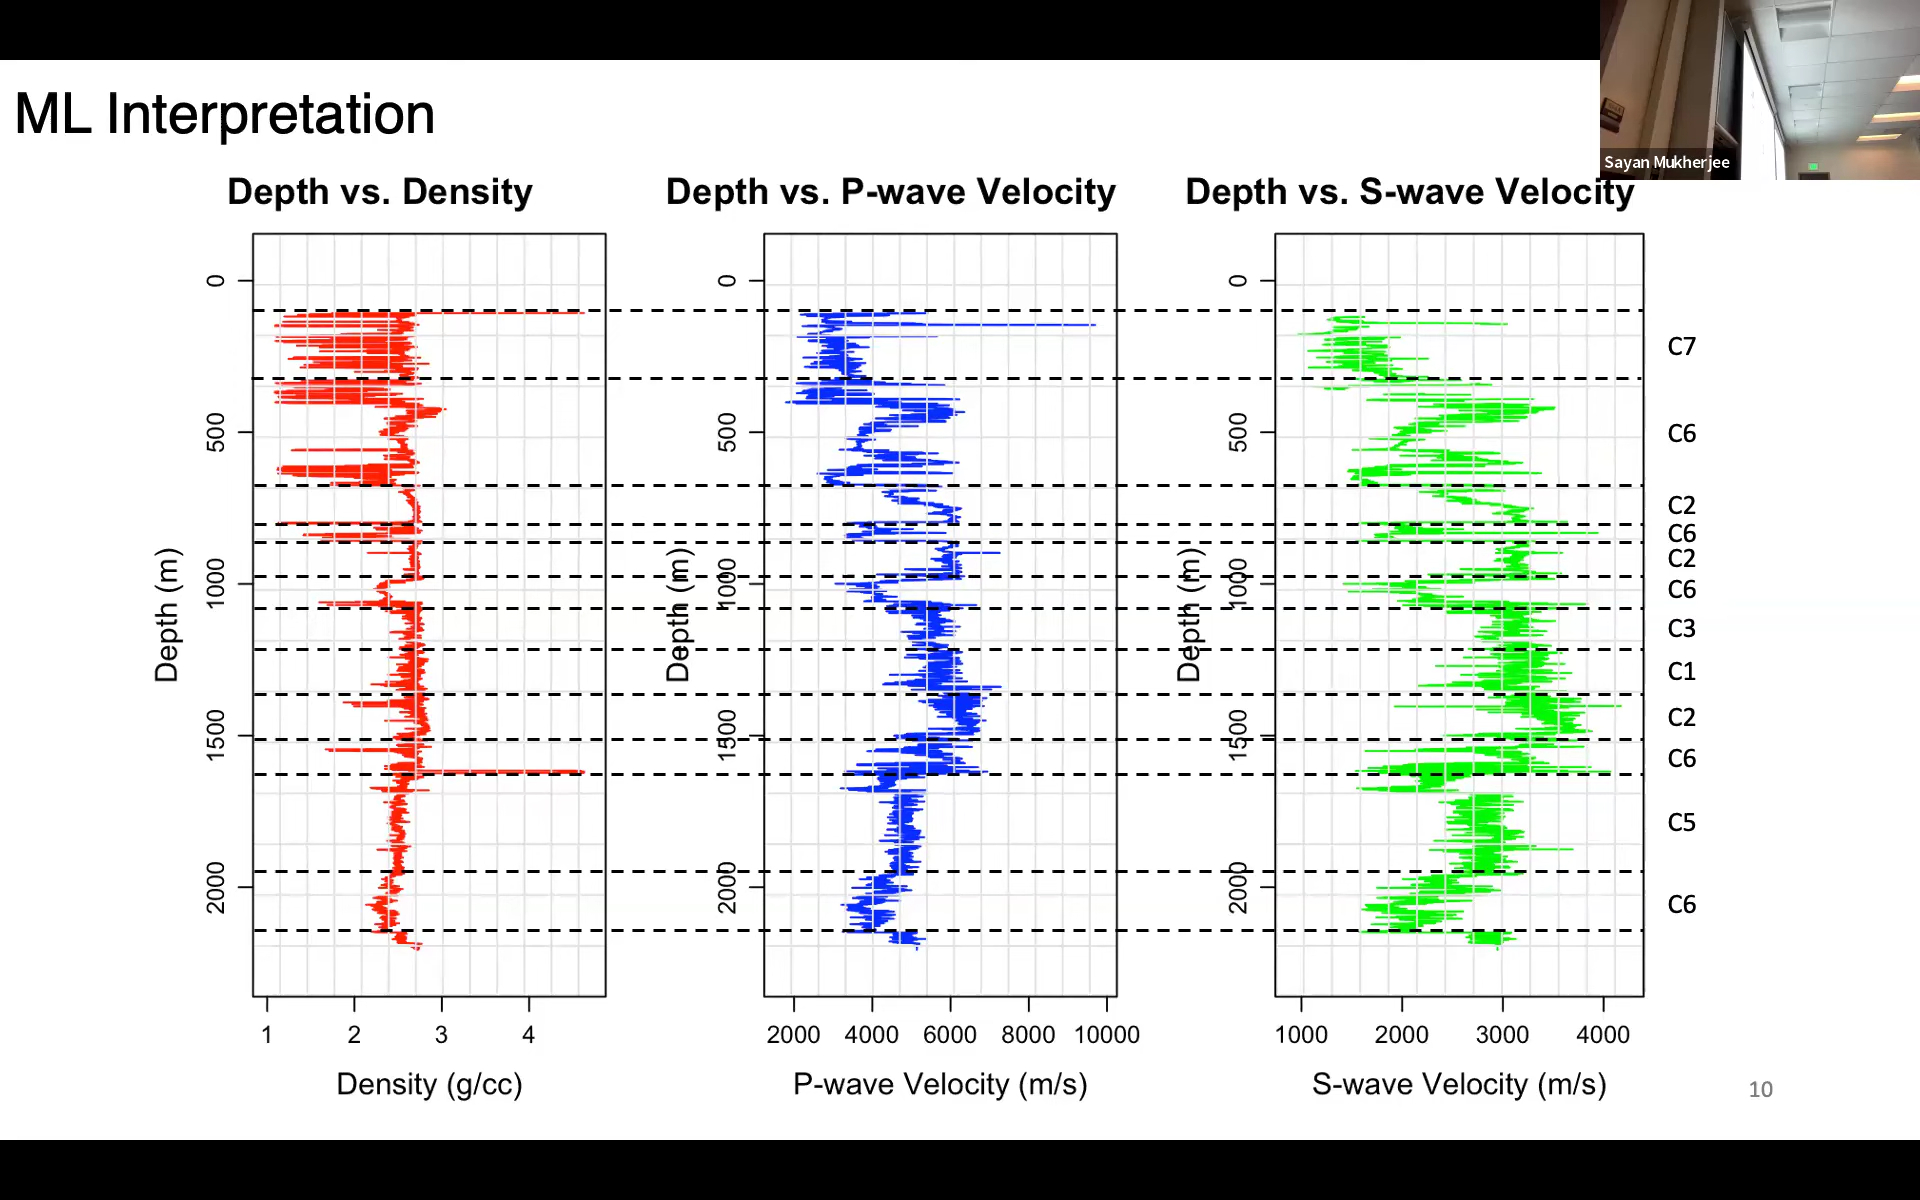 Sayan Mukherjee
ML Interpretation
Depth vs. Density
Depth vs. P-wave Velocity
Depth vs. S-wave Velocity
Depth (m)
0
500
1000
1500
2000
1
2
3
4
Density (g/cc)
Depth (m)
0
500
1000
1500
2000
2000
4000
6000
8000
10000
P-wave Velocity (m/s)
Depth (m)
0
500
1000
1500
2000
1000
2000
3000
4000
S-wave Velocity (m/s)
C7
C6
C2
C6
C2
C6
C3
C1
C2
C6
C5
C6
10